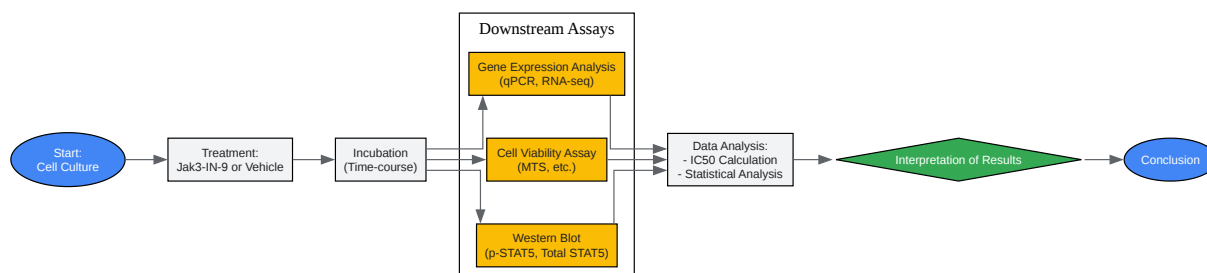 Start:
Cell Culture
Treatment:
Jak3-IN-9 or Vehicle
Incubation
(Time-course)
Downstream Assays
Gene Expression Analysis
(qPCR, RNA-seq)
Cell Viability Assay
(MTS, etc.)
Western Blot
(p-STAT5, Total STAT5)
Data Analysis:
- IC50 Calculation
- Statistical Analysis
Interpretation of Results
Conclusion